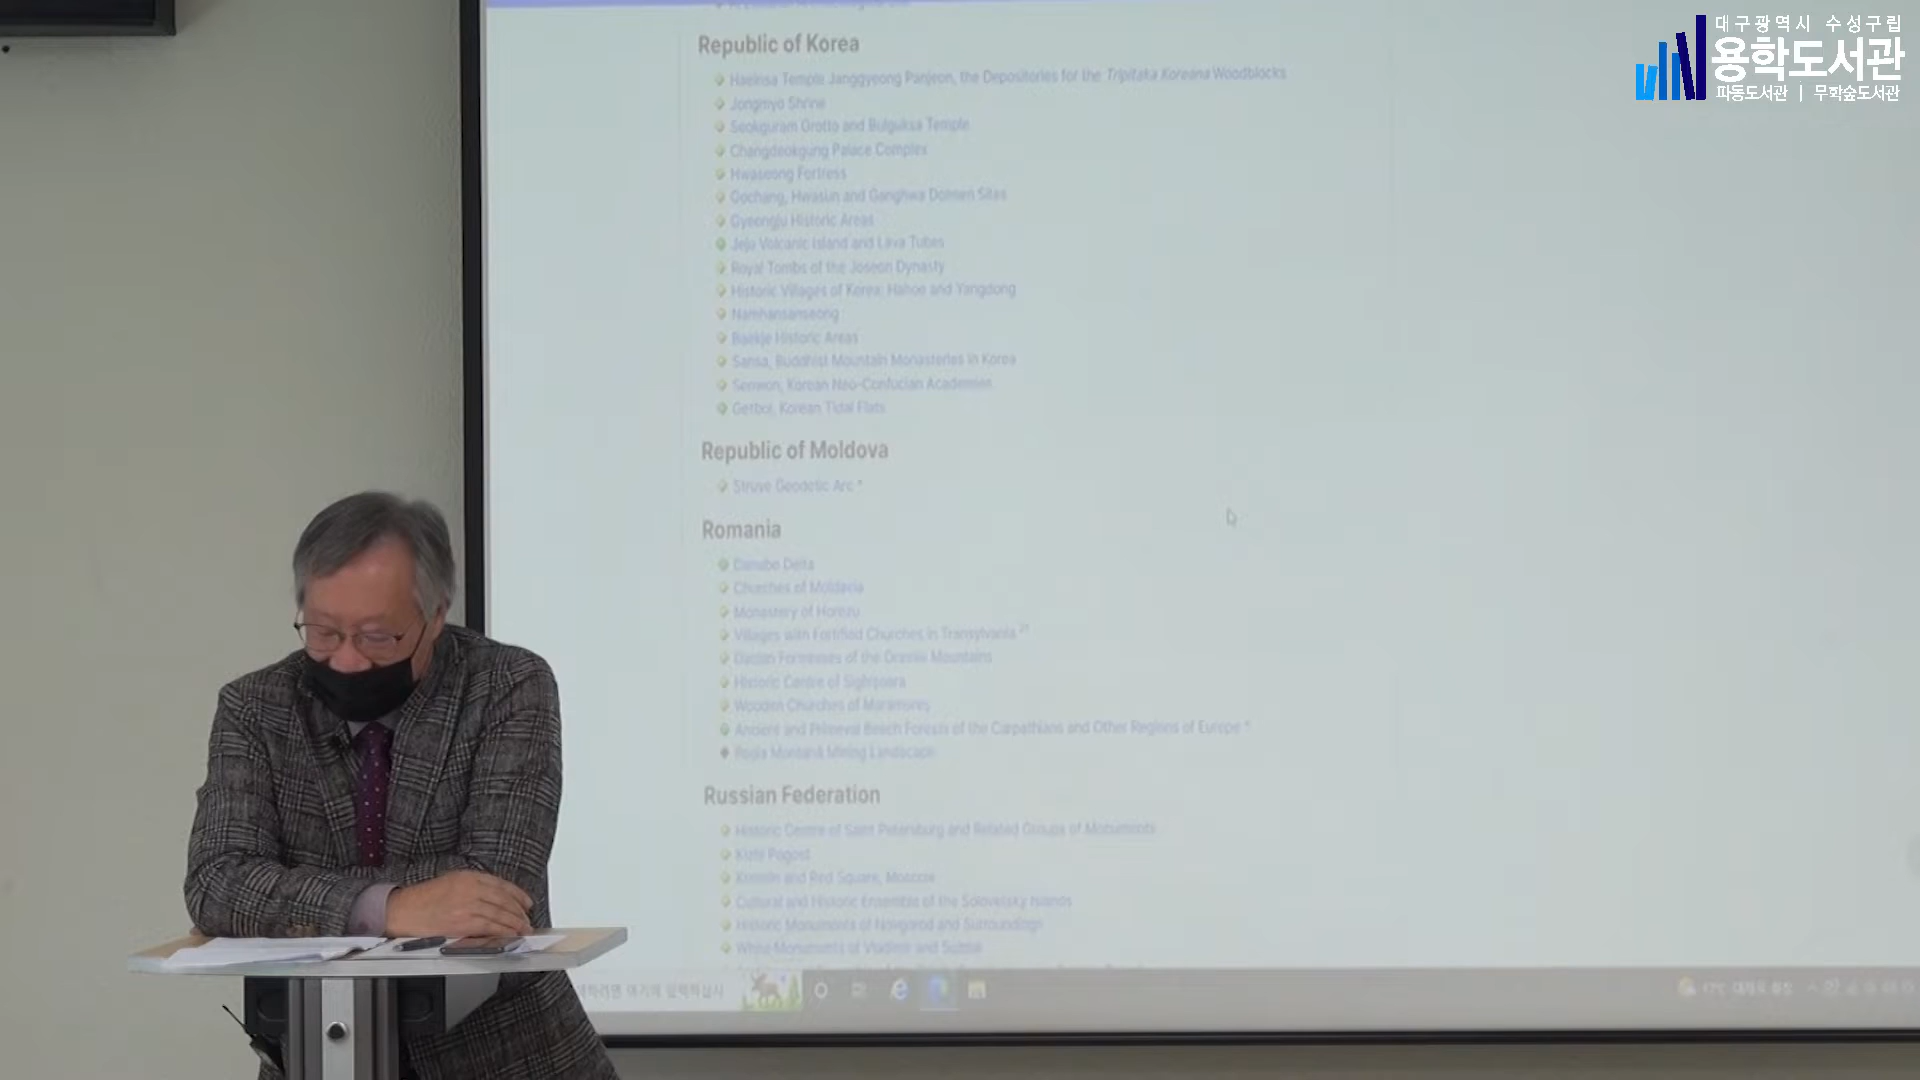 대구광역시 수성구립
용학도서관
파동도서관 | 무학숲도서관
Republic of Korea
Haeinsa Temple Janggyeong Panjeon, the Depositories for the Tripitaka Koreana Woodblocks
Jongmyo Shrine
Seokguram Grotto and Bulguksa Temple
Changdeokgung Palace Complex
Hwaseong Fortress
Gochang, Hwasun and Ganghwa Dolmen Sites
Gyeongju Historic Areas
Jeju Volcanic Island and Lava Tubes
Royal Tombs of the Joseon Dynasty
Historic Villages of Korea: Hahoe and Yangdong
Namhansanseong
Baekje Historic Areas
Sansa, Buddhist Mountain Monasteries in Korea
Seowon, Korean Neo-Confucian Academies
Getbol, Korean Tidal Flats
Republic of Moldova
Struve Geodetic Arc *
Romania
Danube Delta
Churches of Moldavia
Monastery of Horezu
Villages with Fortified Churches in Transylvania
Dacian Fortresses of the Orastie Mountains
Historic Centre of Sighişoara
Wooden Churches of Maramureş
Ancient and Primeval Beech Forests of the Carpathians and Other Regions of Europe *
Roşia Montană Mining Landscape
Russian Federation
Historic Centre of Saint Petersburg and Related Groups of Monuments
Kizhi Pogost
Kremlin and Red Square, Moscow
Cultural and Historic Ensemble of the Solovetsky Islands
Historic Monuments of Novgorod and Surroundings
White Monuments of Vladimir and Suzdal
여기에 입력하십시
17°C